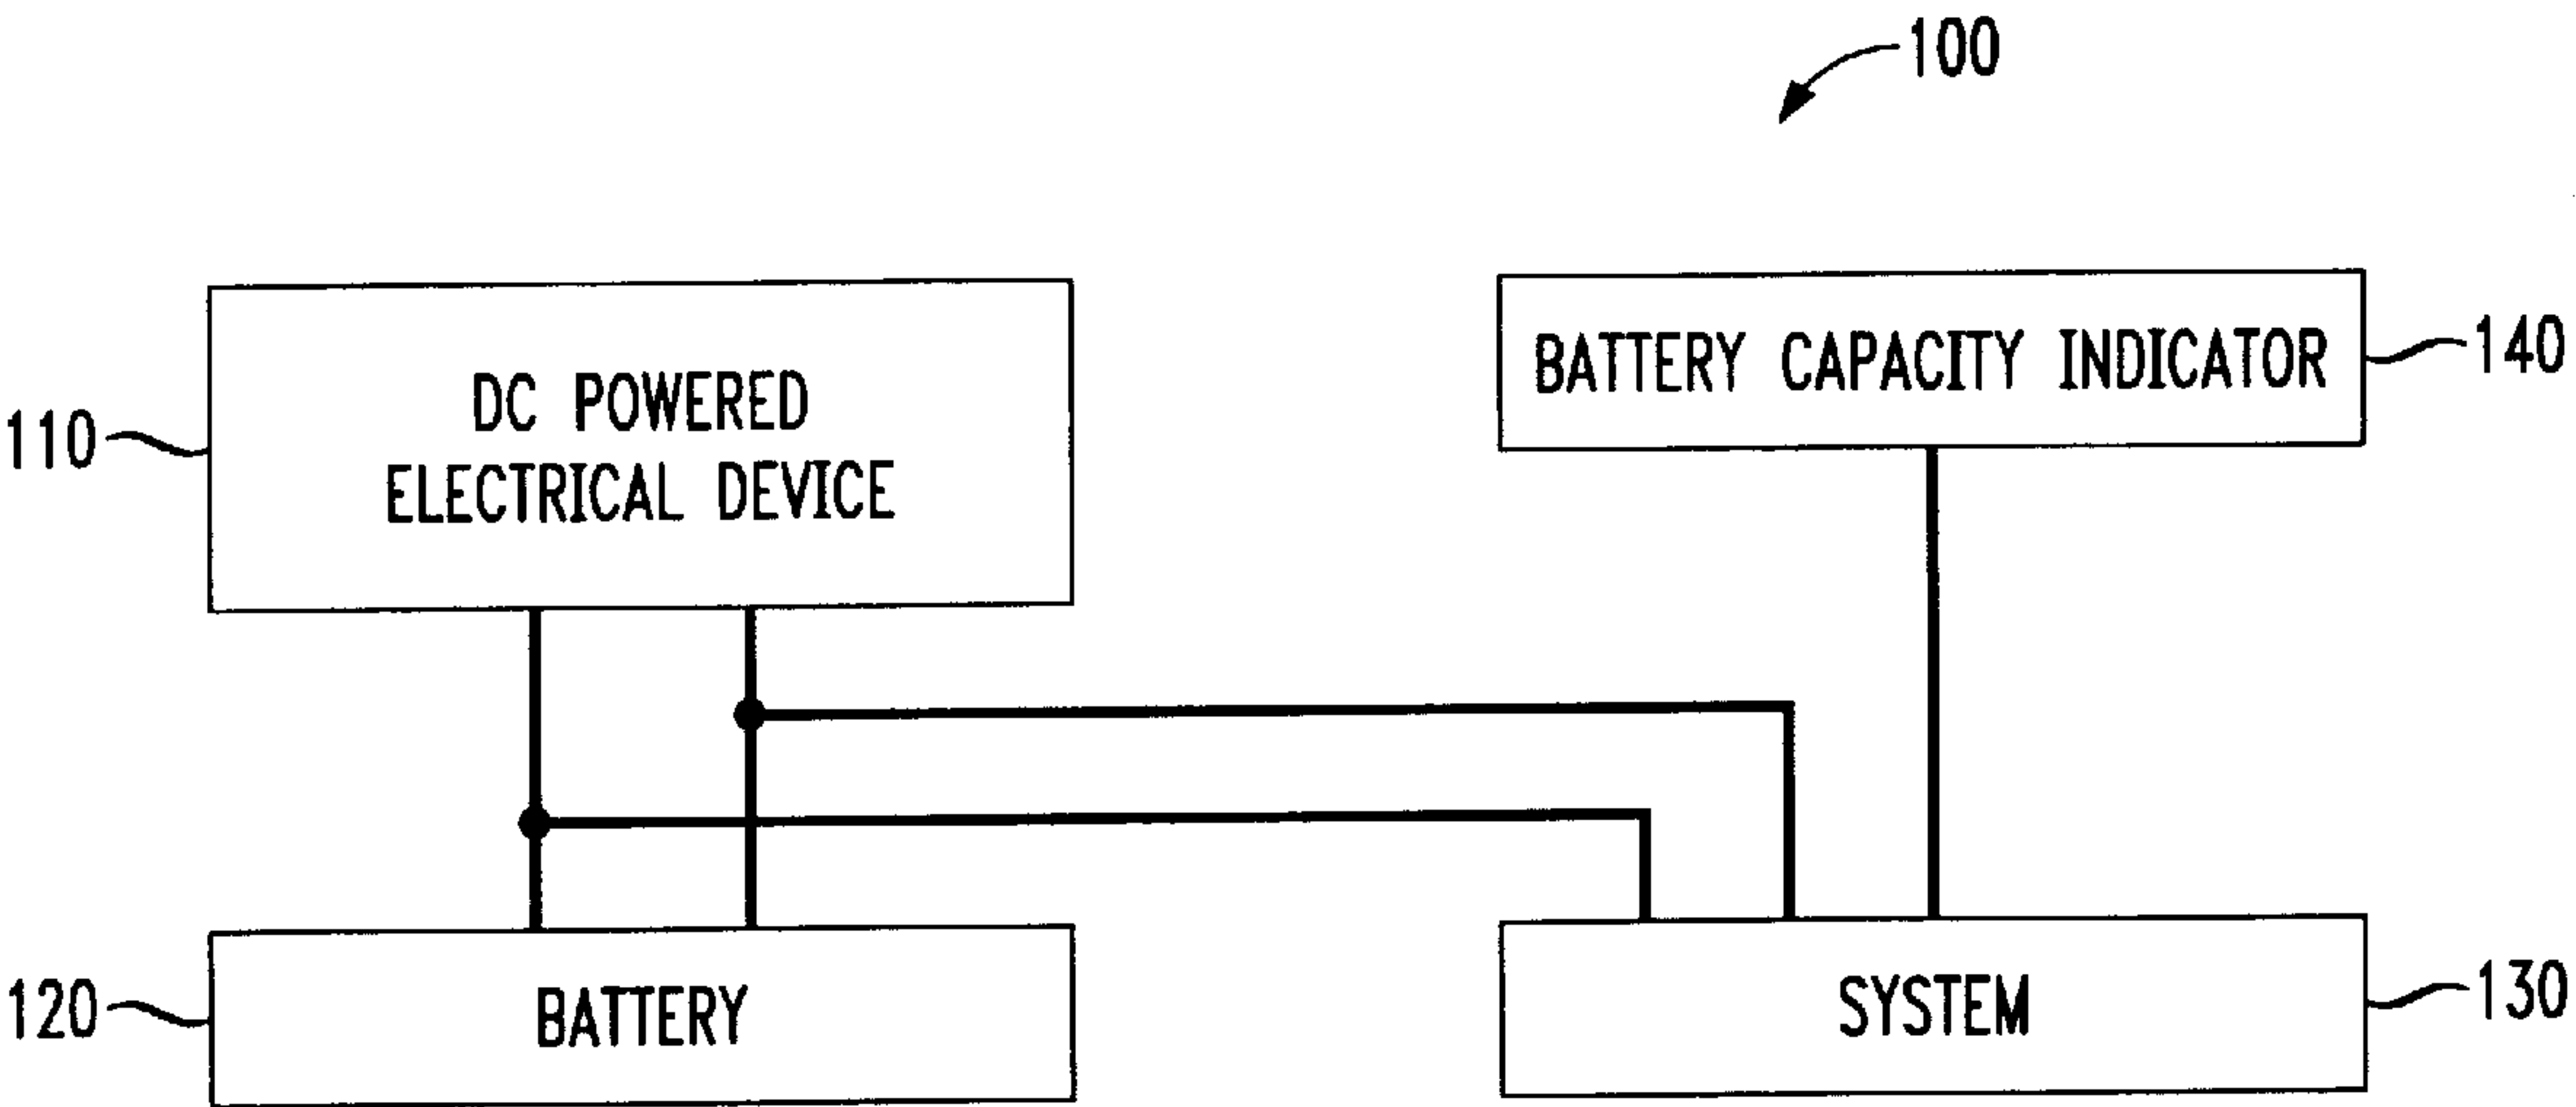 100
DC POWERED
ELECTRICAL DEVICE
110
BATTERY CAPACITY INDICATOR
140
BATTERY
120
SYSTEM
130